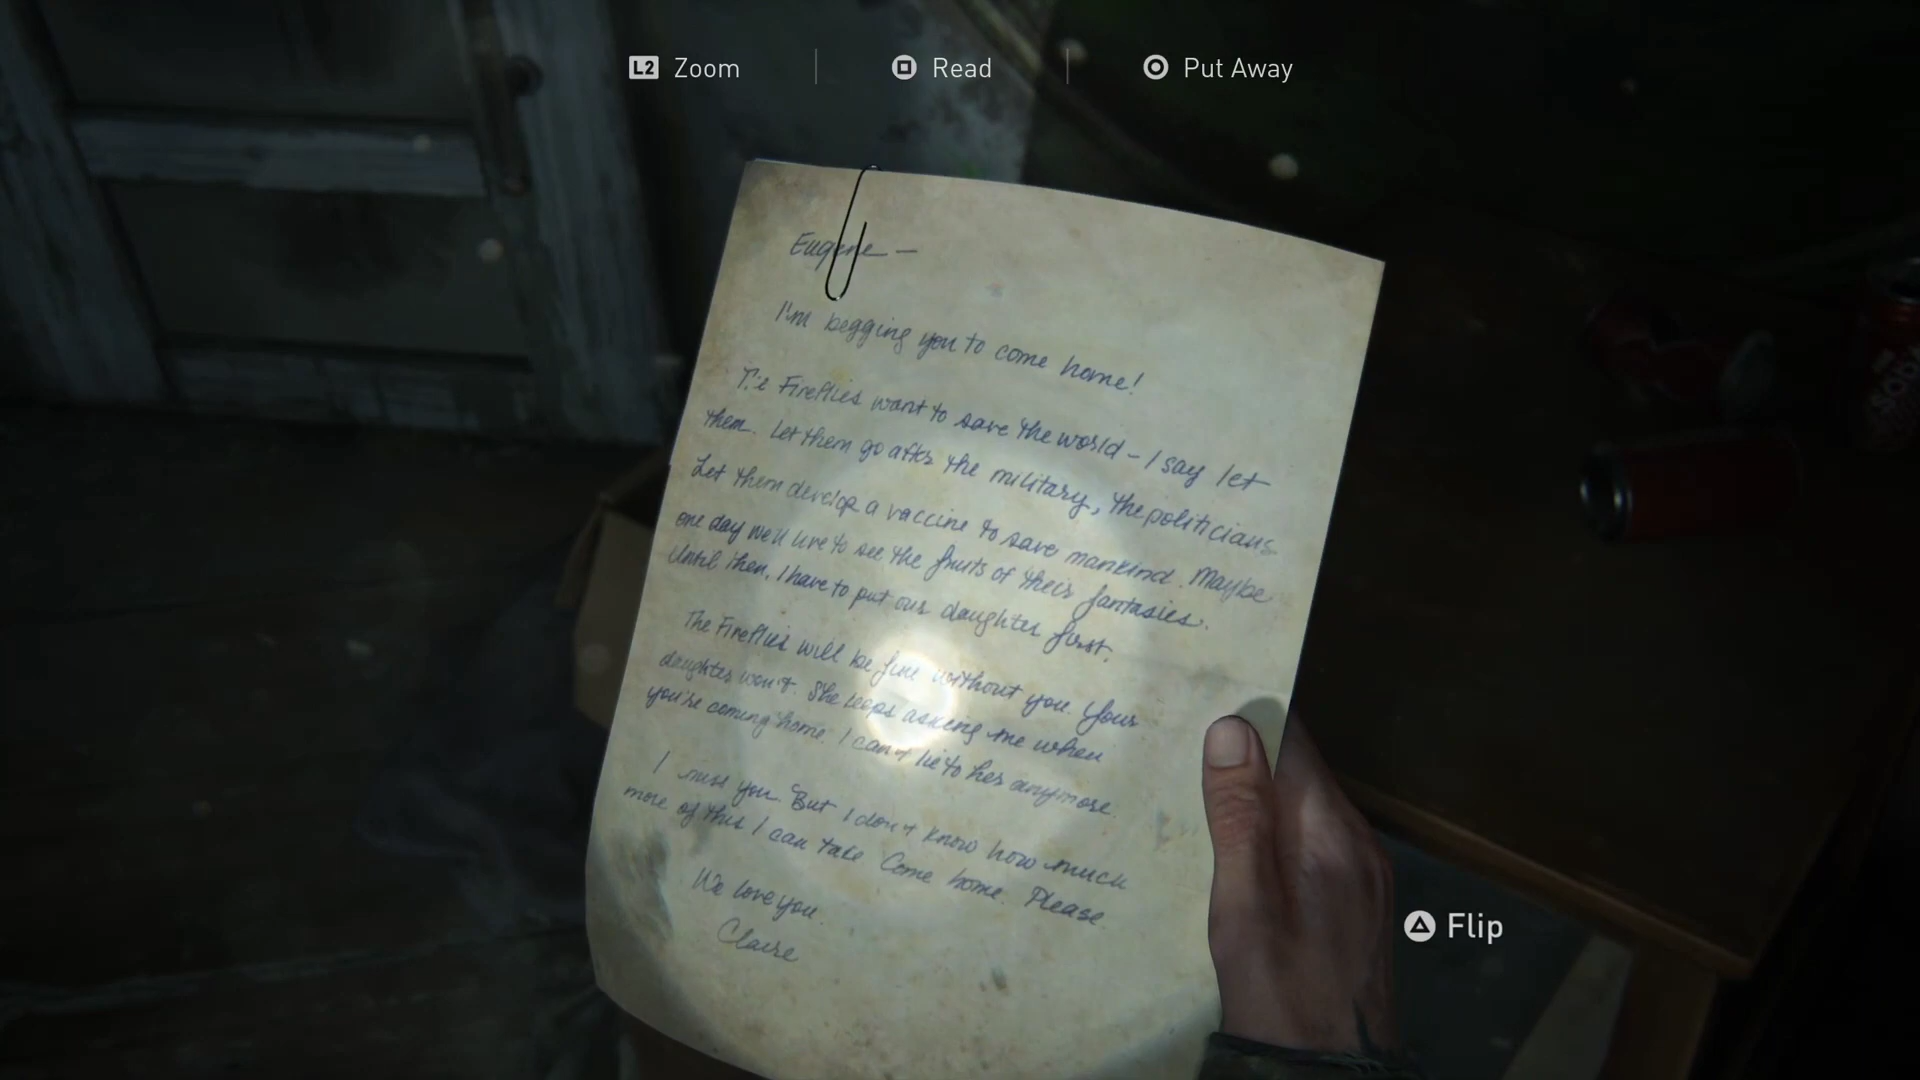 L2 Zoom
Read
Put Away
Eugene –
I'm begging you to come home!
The Fireflies want to save the world – I say let
them. Let them go after the military, the politicians
Let them develop a vaccine to save mankind. Maybe
one day we'll live to see the fruits of their fantasies.
Until then, I have to put our daughter first.
The Fireflies will be fine without you. Your
daughter won't. She keeps asking me when
you're coming home. I can't lie to her anymore.
I miss you. But I don't know how much
more of this I can take. Come home. Please
We love you.
Claire
Flip
SODA